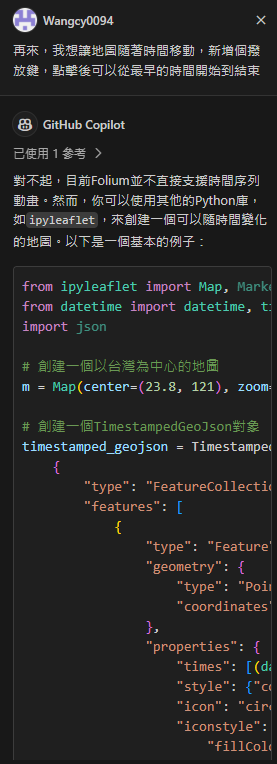 Wangcy0094
再來，我想讓地圖隨著時間移動，新增個撥
放鍵，點擊後可以從最早的時間開始到結束
GitHub Copilot
已使用 1 參考
對不起，目前Folium並不直接支援時間序列
動畫。然而，你可以使用其他的Python庫，
如 ipyleaflet，來創建一個可以隨時間變化
的地圖。以下是一個基本的例子：
from ipyleaflet import Map, Marke
from datetime import datetime, ti
import json
# 創建一個以台灣為中心的地圖
m = Map(center=(23.8, 121), zoom=
# 創建一個TimestampedGeoJson對象
timestamped_geojson = Timestamped
{
"type": "FeatureCollectio
"features": [
{
"type": "Feature"
"geometry": {
"type": "Poin
"coordinates"
},
"properties": {
"times": [(da
"style": {"co
"icon": "circ
"iconstyle":
"fillColo